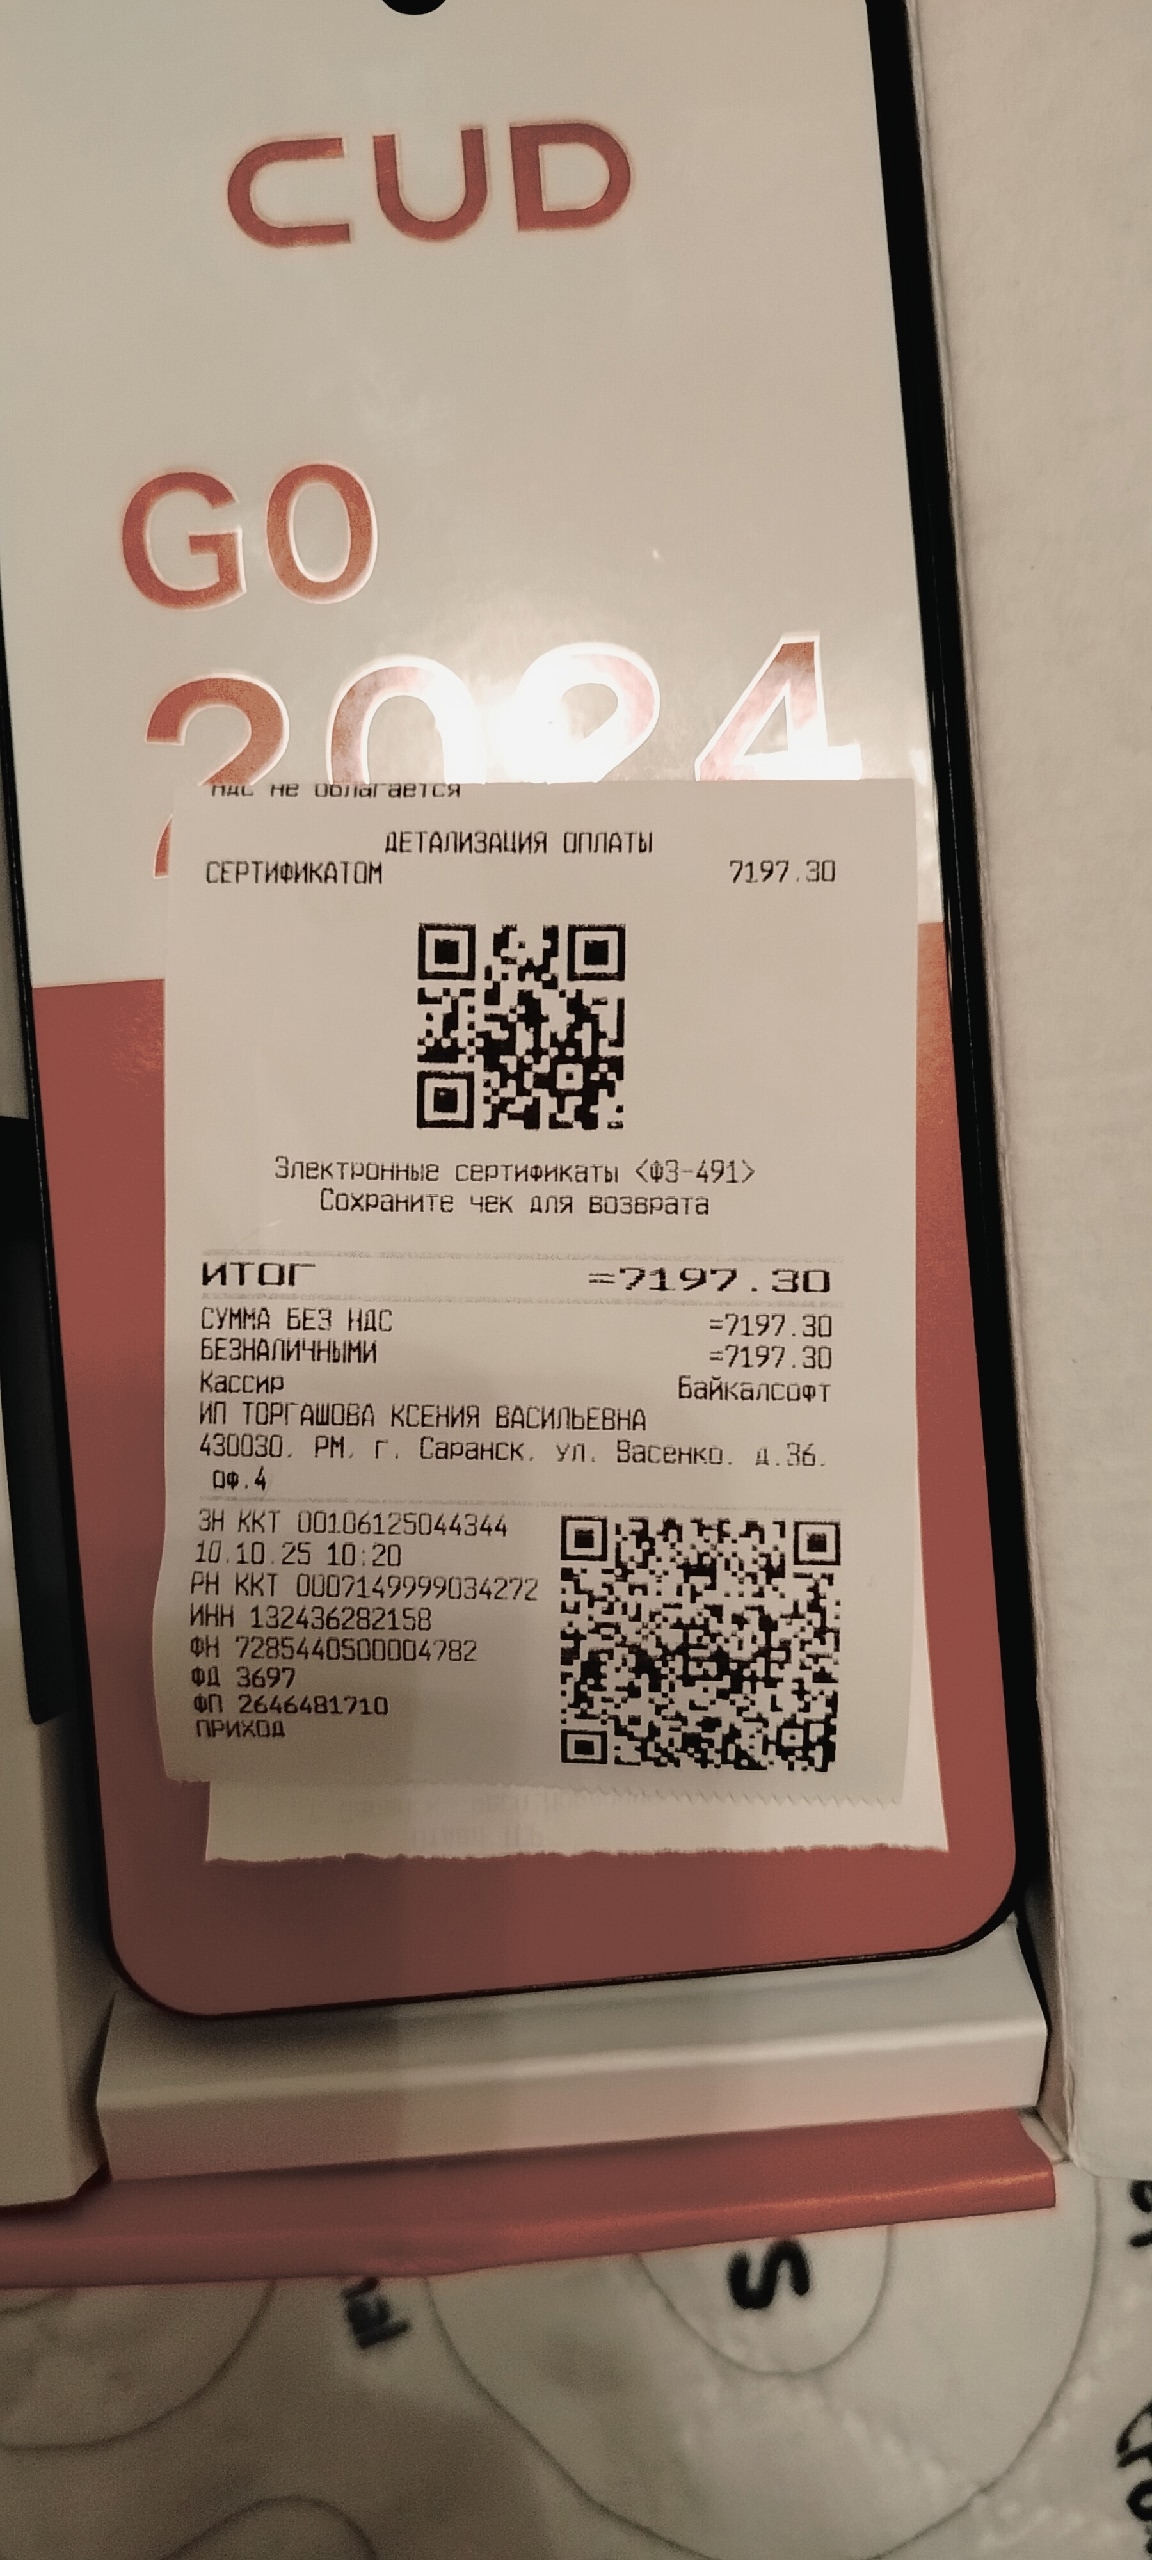 CUD
GO
2024
НДС не облагается
ДЕТАЛИЗАЦИЯ ОПЛАТЫ
СЕРТИФИКАТОМ 7197.30
Электронные сертификаты <ФЗ-491>
Сохраните чек для возврата
ИТОГ =7197.30
СУММА БЕЗ НДС =7197.30
БЕЗНАЛИЧНЫМИ =7197.30
Кассир Байкалсофт
ИП ТОРГАШОВА КСЕНИЯ ВАСИЛЬЕВНА
430030, РМ, г. Саранск, ул. Васенко, д.36,
оф.4
ЗН ККТ 00106125044344
10.10.25 10:20
РН ККТ 0007149999034272
ИНН 132436282158
ФН 7285440500004782
ФД 3697
ФП 2646481710
ПРИХОД
S